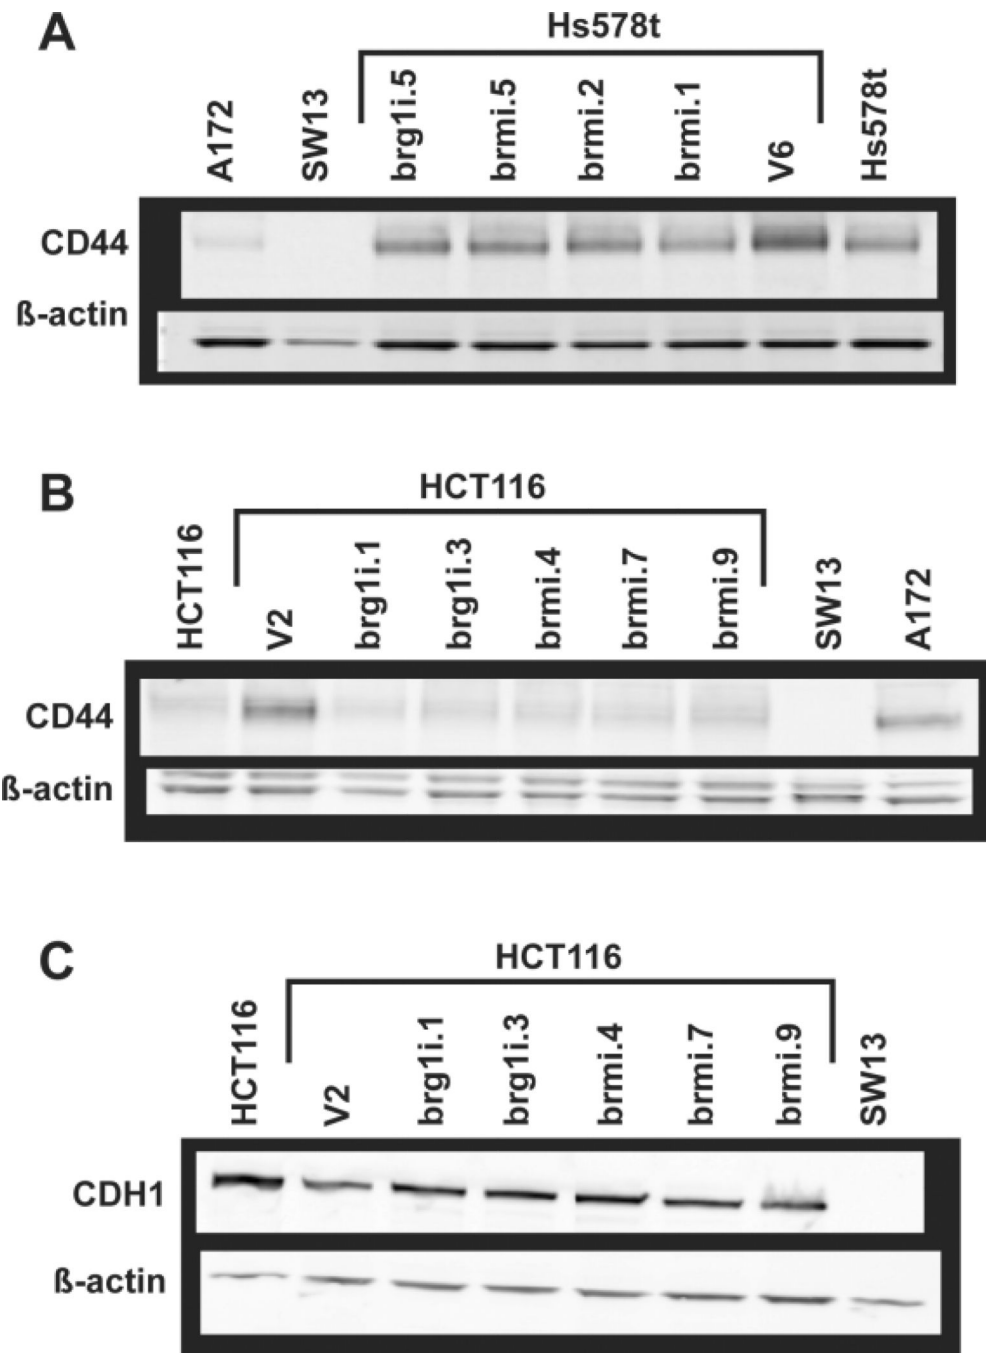 A
Hs578t
A172
SW13
brg1i.5
brmi.5
brmi.2
brmi.1
V6
Hs578t
CD44
ß-actin
B
HCT116
HCT116
V2
brg1i.1
brg1i.3
brmi.4
brmi.7
brmi.9
SW13
A172
CD44
ß-actin
C
HCT116
HCT116
V2
brg1i.1
brg1i.3
brmi.4
brmi.7
brmi.9
SW13
CDH1
ß-actin